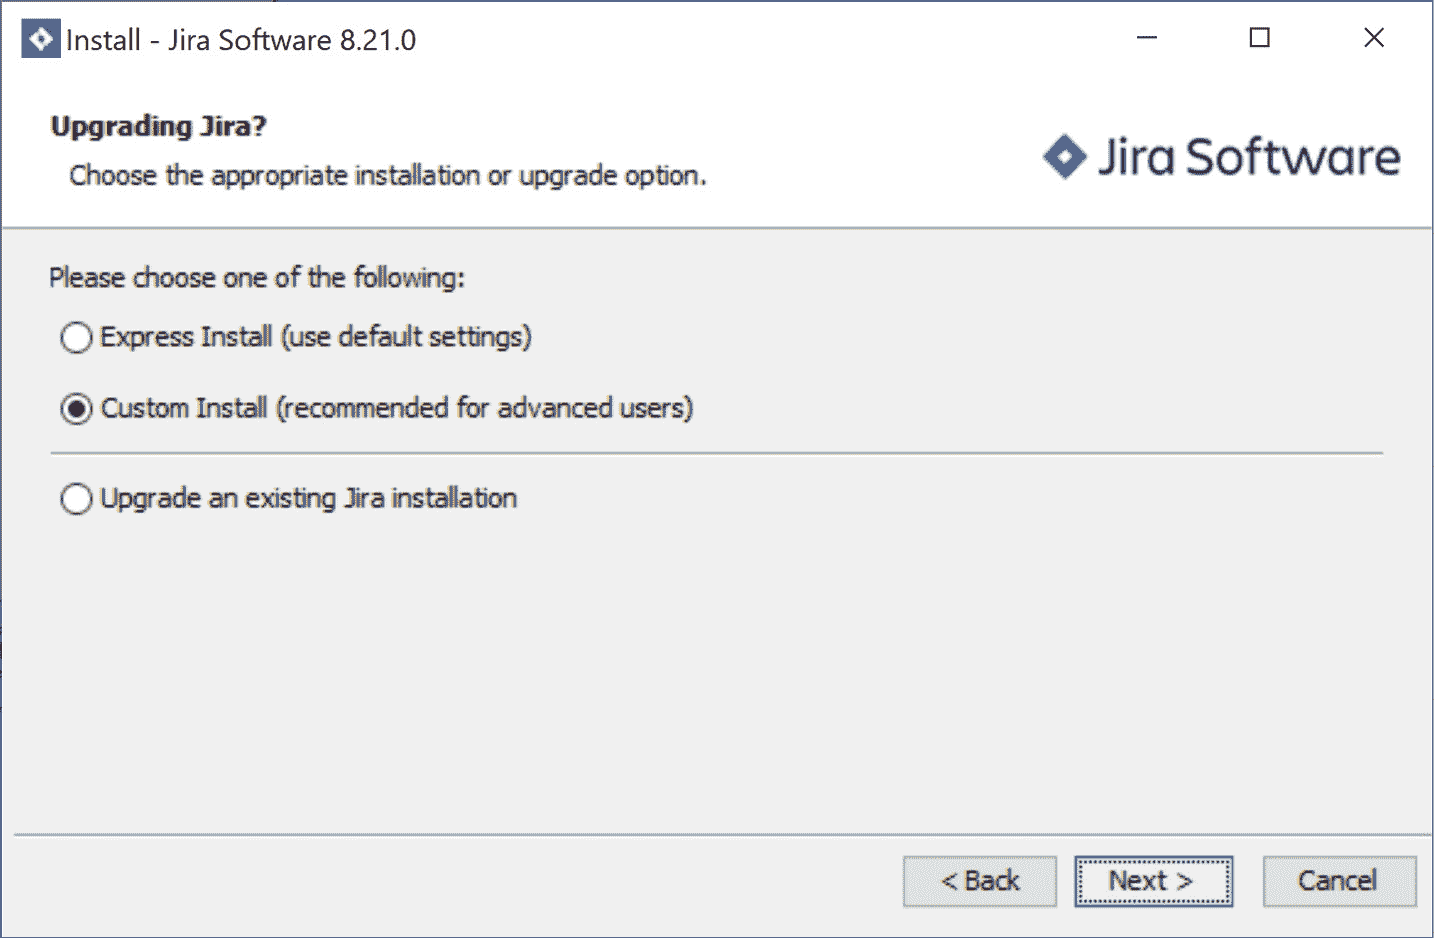 Install - Jira Software 8.21.0
Upgrading Jira?
Choose the appropriate installation or upgrade option.
Jira Software
Please choose one of the following:
Express Install (use default settings)
Custom Install (recommended for advanced users)
Upgrade an existing Jira installation
< Back Next > Cancel